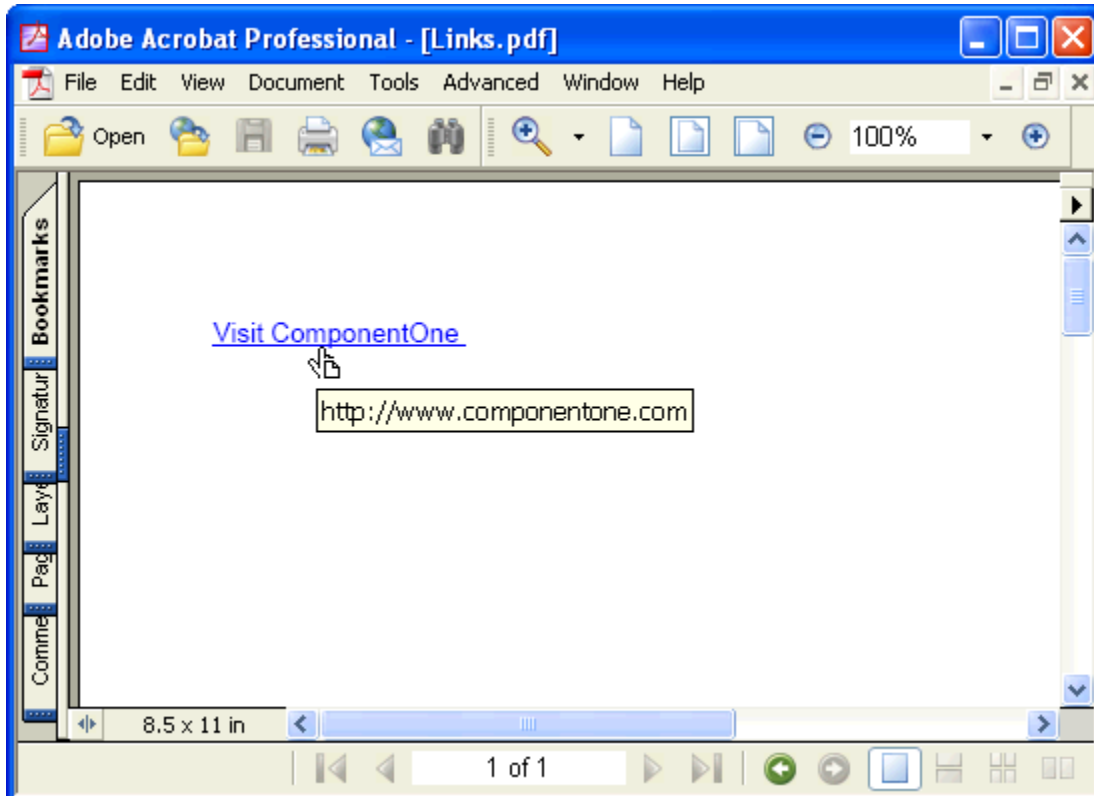 Adobe Acrobat Professional - [Links.pdf]
File Edit View Document Tools Advanced Window Help
Open 100%
Bookmarks
Signatur
Laye
Pag
Comme
Visit ComponentOne
http://www.componentone.com
8.5 x 11 in
1 of 1